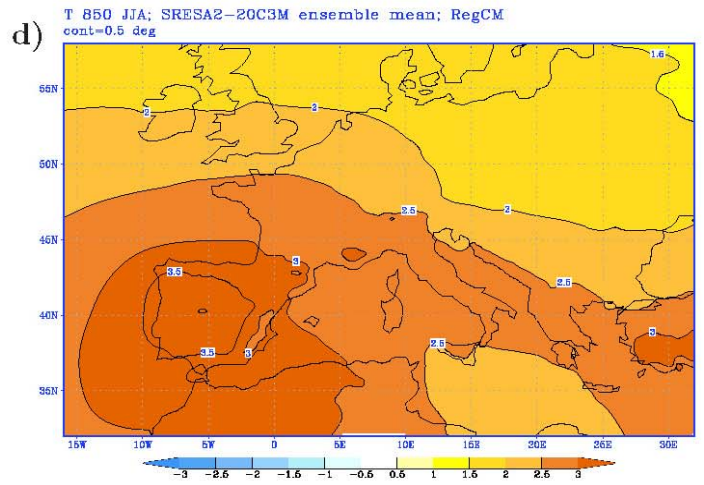 d)
T 850 JJA; SRESA2-20C3M ensemble mean; RegCM
cont=0.5 deg
1.5
55N
2
2
50N
2.5
2
45N
3
3.5
2.5
40N
3
2.5
3.5
3
35N
15W 10W 5W 0 5E 10E 15E 20E 25E 30E
-3 -2.5 -2 -1.5 -1 -0.5 0.5 1 1.5 2 2.5 3